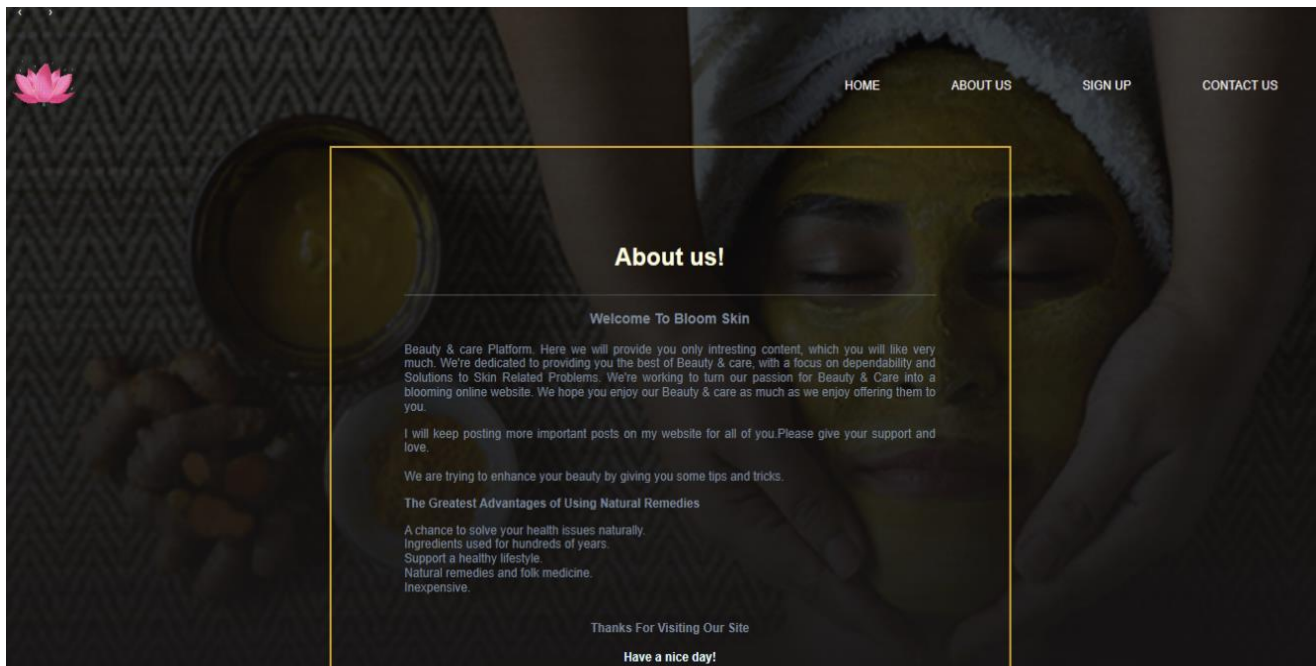 HOME ABOUT US SIGN UP CONTACT US
About us!
Welcome To Bloom Skin
Beauty & care Platform. Here we will provide you only intresting content, which you will like very
much. We're dedicated to providing you the best of Beauty & care, with a focus on dependability and
Solutions to Skin Related Problems. We're working to turn our passion for Beauty & Care into a
blooming online website. We hope you enjoy our Beauty & care as much as we enjoy offering them to
you.
I will keep posting more important posts on my website for all of you.Please give your support and
love.
We are trying to enhance your beauty by giving you some tips and tricks.
The Greatest Advantages of Using Natural Remedies
A chance to solve your health issues naturally.
Ingredients used for hundreds of years.
Support a healthy lifestyle.
Natural remedies and folk medicine.
Inexpensive.
Thanks For Visiting Our Site
Have a nice day!